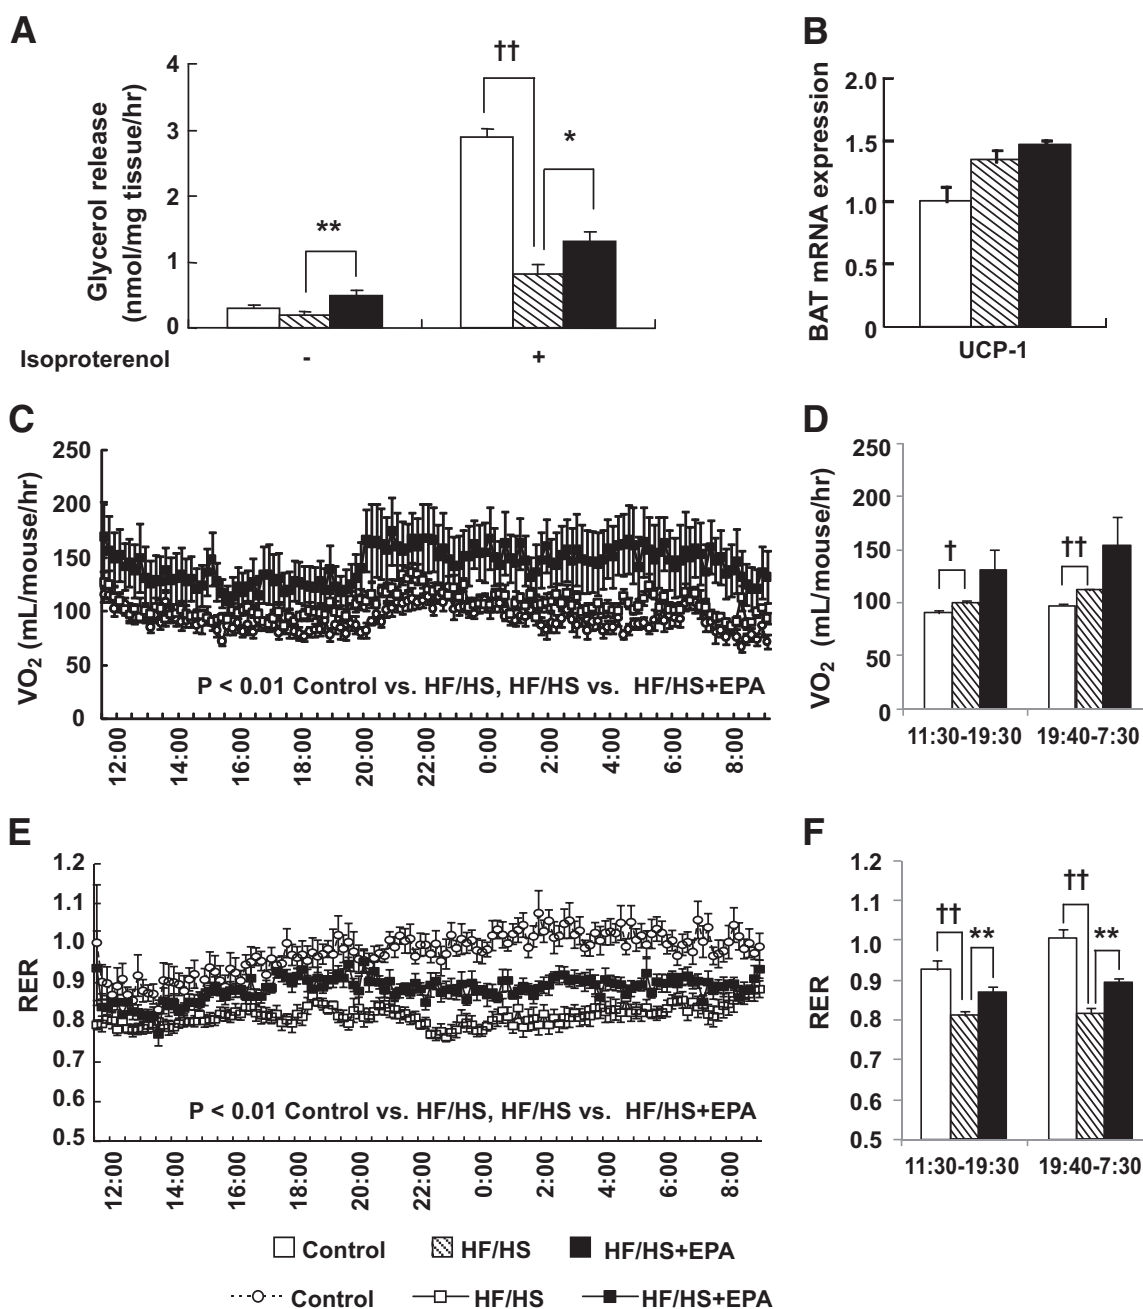 A
Glycerol release
(nmol/mg tissue/hr)
4
3
2
1
0
††
*
**
Isoproterenol - +
B
BAT mRNA expression
2.0
1.5
1.0
0.5
0
UCP-1
C
VO2 (mL/mouse/hr)
250
200
150
100
50
0
P < 0.01 Control vs. HF/HS, HF/HS vs. HF/HS+EPA
12:00 14:00 16:00 18:00 20:00 22:00 0:00 2:00 4:00 6:00 8:00
D
VO2 (mL/mouse/hr)
250
200
150
100
50
0
† ††
11:30-19:30 19:40-7:30
E
RER
1.2
1.1
1.0
0.9
0.8
0.7
0.6
0.5
P < 0.01 Control vs. HF/HS, HF/HS vs. HF/HS+EPA
12:00 14:00 16:00 18:00 20:00 22:00 0:00 2:00 4:00 6:00 8:00
F
RER
1.2
1.1
1.0
0.9
0.8
0.7
0.6
0.5
†† ** †† **
11:30-19:30 19:40-7:30
Control HF/HS HF/HS+EPA
Control HF/HS HF/HS+EPA